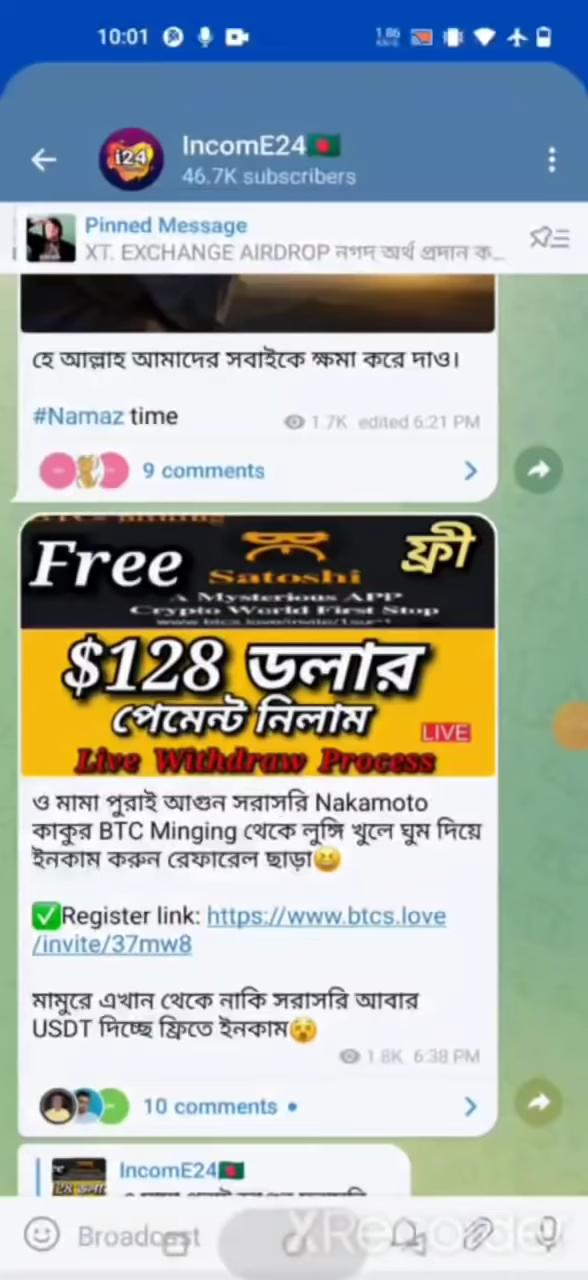 10:01
1.86
IncomE24🇧🇩
46.7K subscribers
Pinned Message
XT. EXCHANGE AIRDROP নগদ অর্থ প্রদান ক...
হে আল্লাহ আমাদের সবাইকে ক্ষমা করে দাও।
#Namaz time
1.7K edited 6:21 PM
9 comments
Free
ফ্রী
Satoshi
A Mysterious APP
Crypto World First Stop
$128 ডলার
পেমেন্ট নিলাম
LIVE
Live Withdraw Process
ও মামা পুরাই আগুন সরাসরি Nakamoto
কাকুর BTC Minging থেকে লুঙ্গি খুলে ঘুম দিয়ে
ইনকাম করুন রেফারেল ছাড়া😆
✅Register link: https://www.btcs.love
/invite/37mw8
মামুরে এখান থেকে নাকি সরাসরি আবার
USDT দিচ্ছে ফ্রিতে ইনকাম😯
1.8K 6:38 PM
10 comments
IncomE24🇧🇩
Broadcast
XRecorder